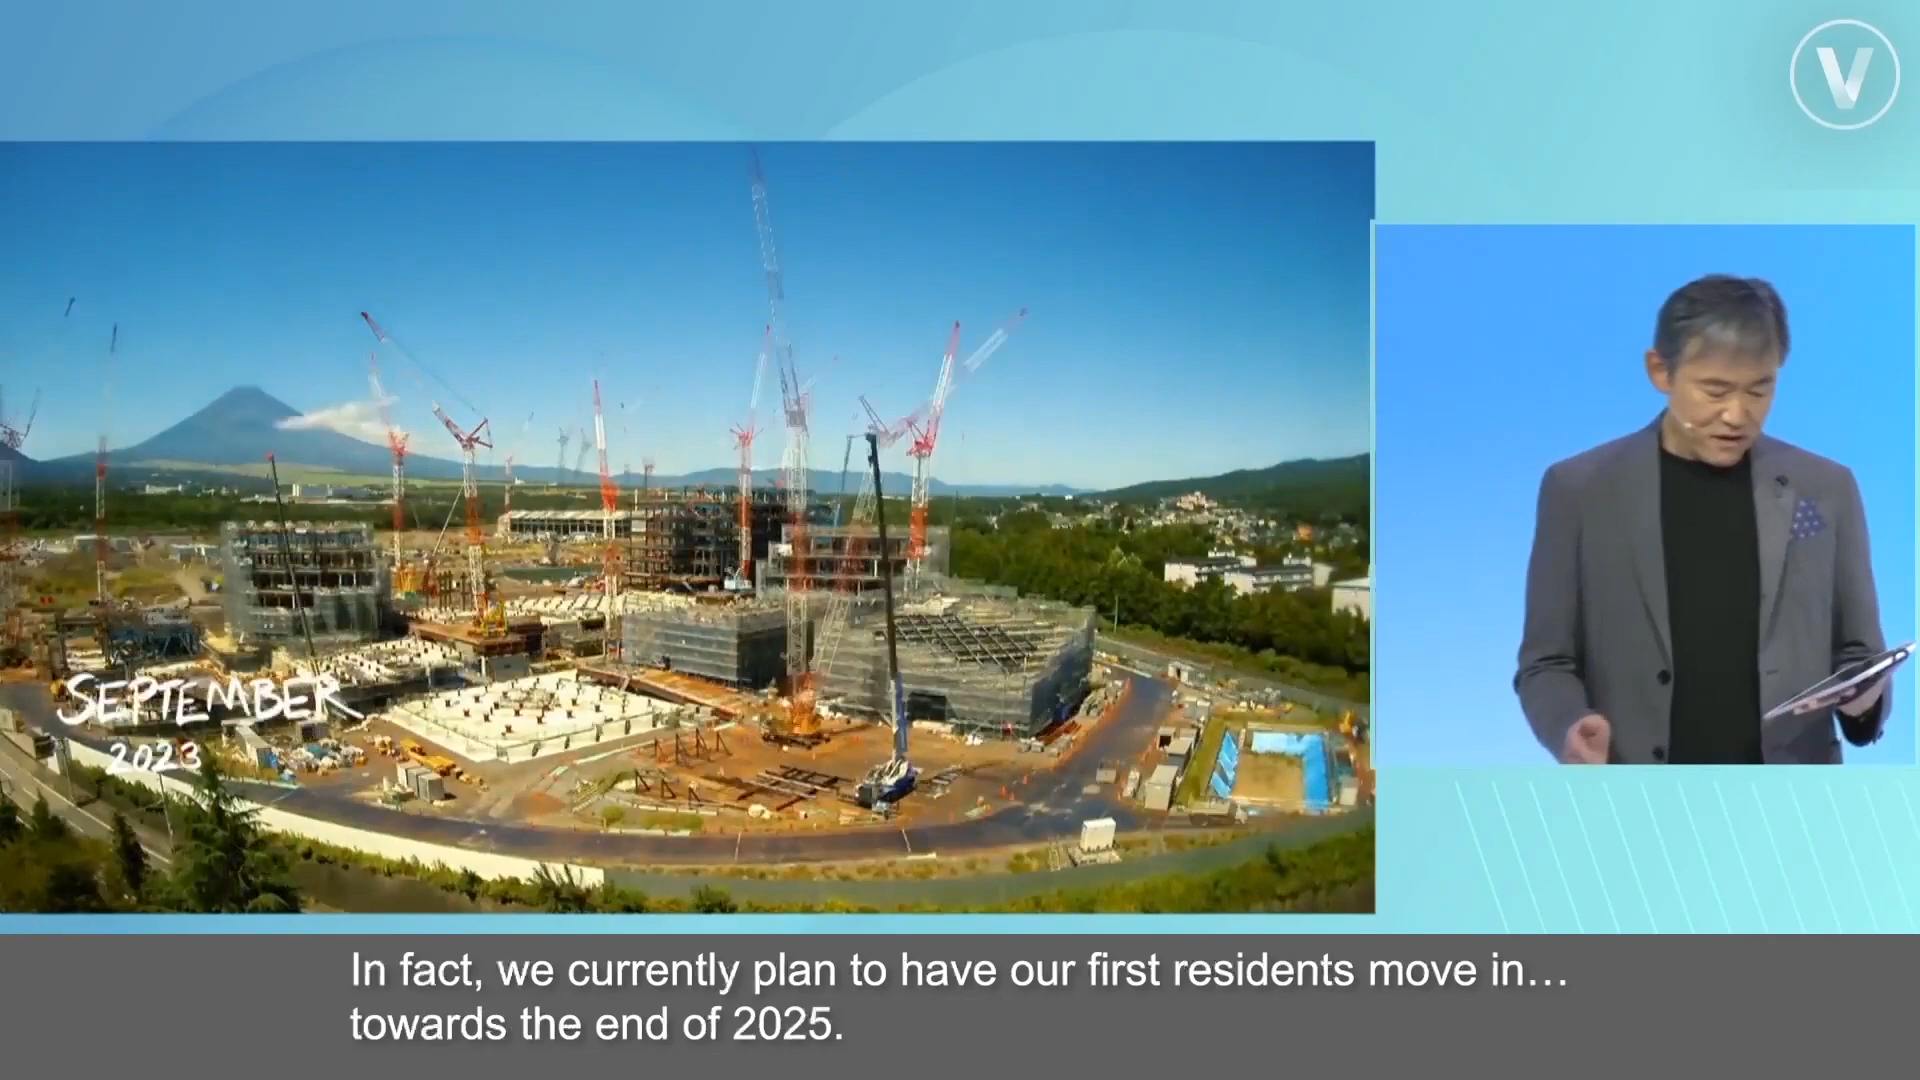 V
SEPTEMBER
2023
In fact, we currently plan to have our first residents move in…
towards the end of 2025.